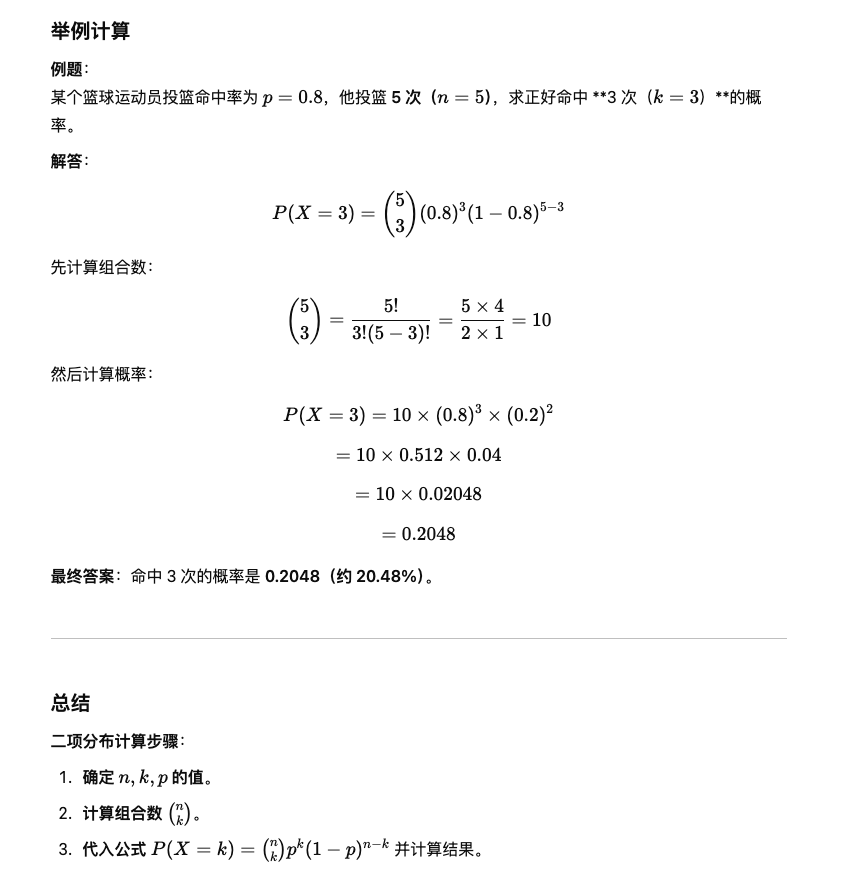 举例计算
例题：
某个篮球运动员投篮命中率为 p = 0.8，他投篮 5 次（n = 5），求正好命中 **3 次（k = 3）**的概
率。
解答：
P(X = 3) = \binom{5}{3} (0.8)^3 (1 − 0.8)^{5−3}
先计算组合数：
\binom{5}{3} = \frac{5!}{3!(5 − 3)!} = \frac{5 × 4}{2 × 1} = 10
然后计算概率：
P(X = 3) = 10 × (0.8)^3 × (0.2)^2
= 10 × 0.512 × 0.04
= 10 × 0.02048
= 0.2048
最终答案：命中 3 次的概率是 0.2048（约 20.48%）。
总结
二项分布计算步骤：
1. 确定 n, k, p 的值。
2. 计算组合数 \binom{n}{k}。
3. 代入公式 P(X = k) = \binom{n}{k} p^k (1 − p)^{n−k} 并计算结果。